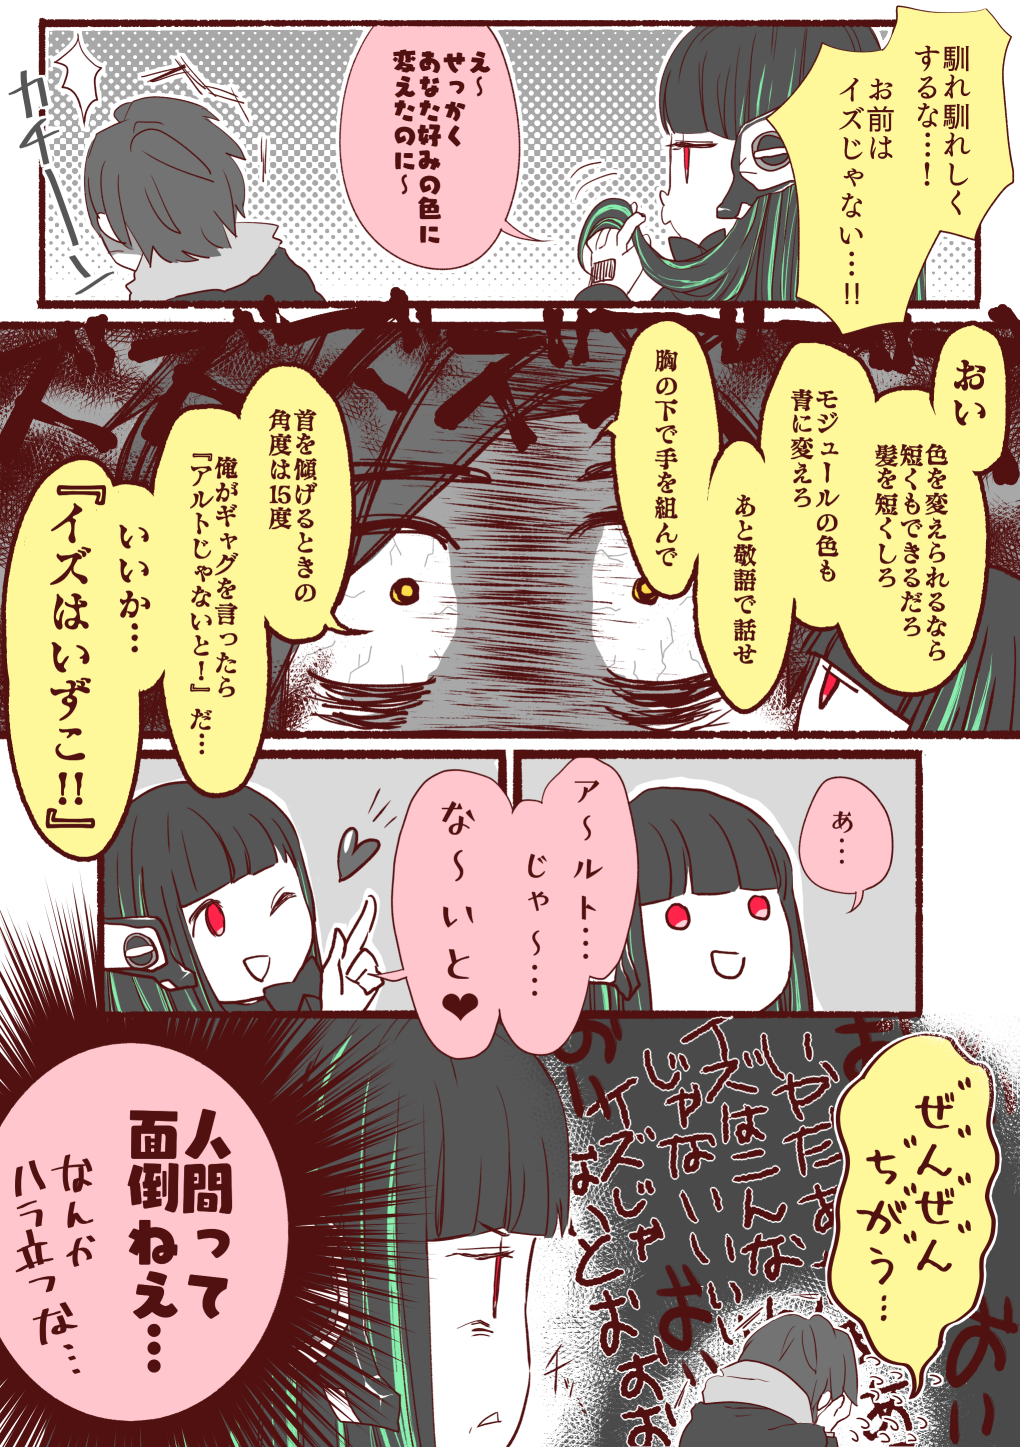 馴れ馴れしく
するな…!
お前は
イズじゃない…!!
え〜
せっかく
あなた好みの色に
変えたのに〜
カチーーン
おい
色を変えられるなら
短くもできるだろ
髪を短くしろ
モジュールの色も
青に変えろ
あと敬語で話せ
胸の下で手を組んで
首を傾げるときの
角度は15度
俺がギャグを言ったら
『アルトじゃないと!』だ…
いいか…
『イズはいずこ!!』
あ…
ア〜ルト…
じゃ〜…
な〜いと♥
ぜんぜん
ちがう…
イズはこんな
じゃない
人間って
面倒ねえ…
なんか
ハラ立つな…
チッ